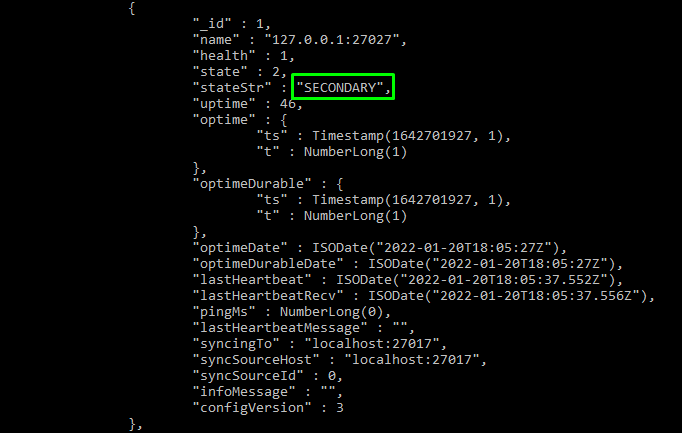 {
"_id" : 1,
"name" : "127.0.0.1:27027",
"health" : 1,
"state" : 2,
"stateStr" : "SECONDARY",
"uptime" : 46,
"optime" : {
"ts" : Timestamp(1642701927, 1),
"t" : NumberLong(1)
},
"optimeDurable" : {
"ts" : Timestamp(1642701927, 1),
"t" : NumberLong(1)
},
"optimeDate" : ISODate("2022-01-20T18:05:27Z"),
"optimeDurableDate" : ISODate("2022-01-20T18:05:27Z"),
"lastHeartbeat" : ISODate("2022-01-20T18:05:37.552Z"),
"lastHeartbeatRecv" : ISODate("2022-01-20T18:05:37.556Z"),
"pingMs" : NumberLong(0),
"lastHeartbeatMessage" : "",
"syncingTo" : "localhost:27017",
"syncSourceHost" : "localhost:27017",
"syncSourceId" : 0,
"infoMessage" : "",
"configVersion" : 3
},